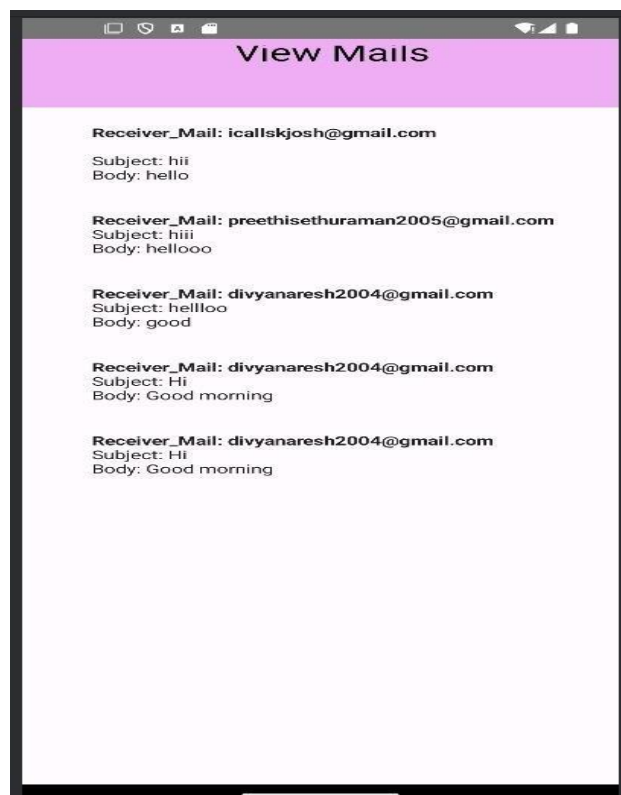 View Mails
Receiver_Mail: icallskjosh@gmail.com
Subject: hii
Body: hello
Receiver_Mail: preethisethuraman2005@gmail.com
Subject: hiii
Body: hellooo
Receiver_Mail: divyanaresh2004@gmail.com
Subject: hellloo
Body: good
Receiver_Mail: divyanaresh2004@gmail.com
Subject: Hi
Body: Good morning
Receiver_Mail: divyanaresh2004@gmail.com
Subject: Hi
Body: Good morning